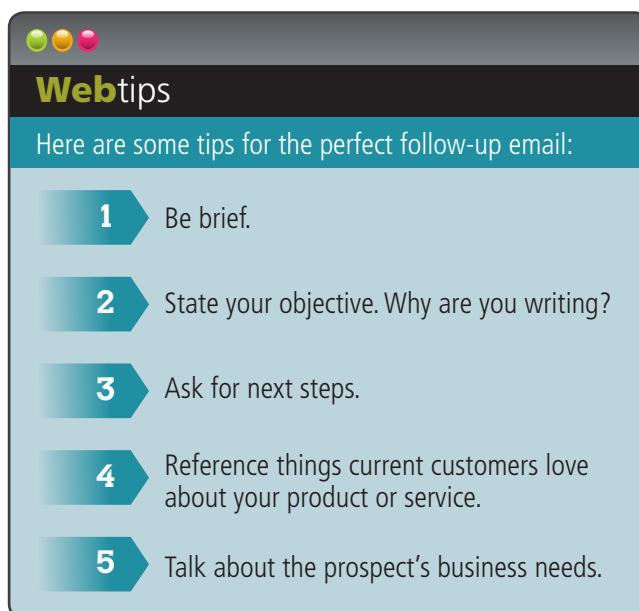 Webtips
Here are some tips for the perfect follow-up email:
1 Be brief.
2 State your objective. Why are you writing?
3 Ask for next steps.
4 Reference things current customers love
about your product or service.
5 Talk about the prospect's business needs.